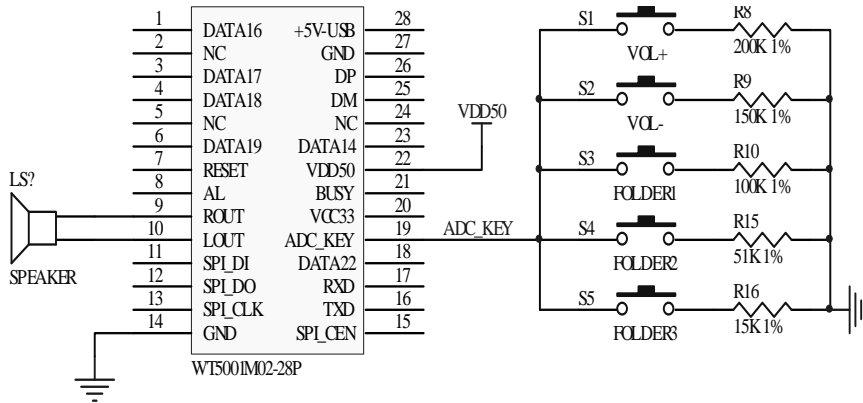 1 DATA16 +5V-USB 28
2 NC GND 27
3 DATA17 DP 26
4 DATA18 DM 25
5 NC NC 24
6 DATA19 DATA14 23
7 RESET VDD50 22
8 AL BUSY 21
9 ROUT VCC33 20
10 LOUT ADC_KEY 19
11 SPI_DI DATA22 18
12 SPI_DO RXD 17
13 SPI_CLK TXD 16
14 GND SPI_CEN 15
WT5001M02-28P
LS?
SPEAKER
VDD50
ADC_KEY
S1 R8
VOL+ 200K 1%
S2 R9
VOL- 150K 1%
S3 R10
FOLDER1 100K 1%
S4 R15
FOLDER2 51K 1%
S5 R16
FOLDER3 15K 1%